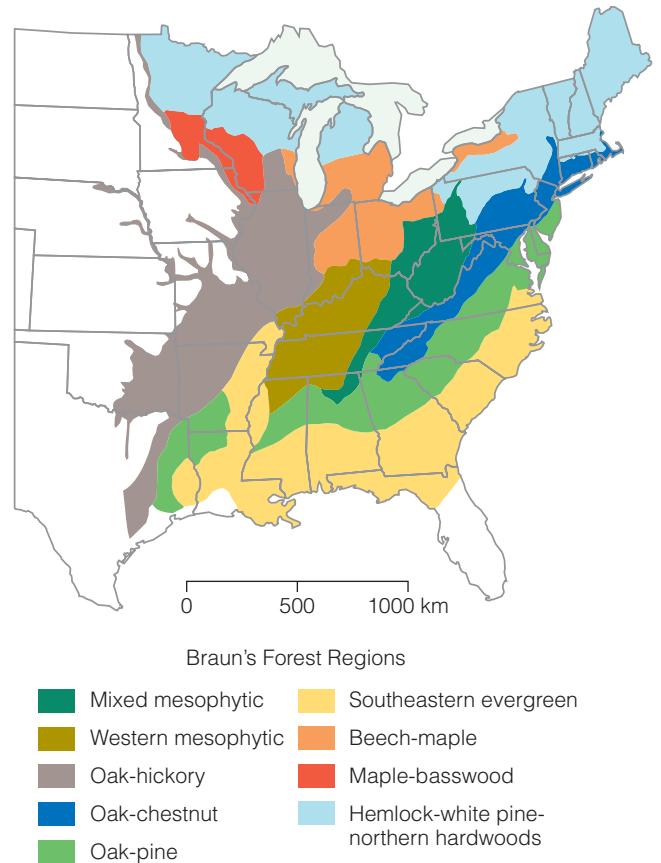 0 500 1000 km
Braun's Forest Regions
Mixed mesophytic
Western mesophytic
Oak-hickory
Oak-chestnut
Oak-pine
Southeastern evergreen
Beech-maple
Maple-basswood
Hemlock-white pine-
northern hardwoods